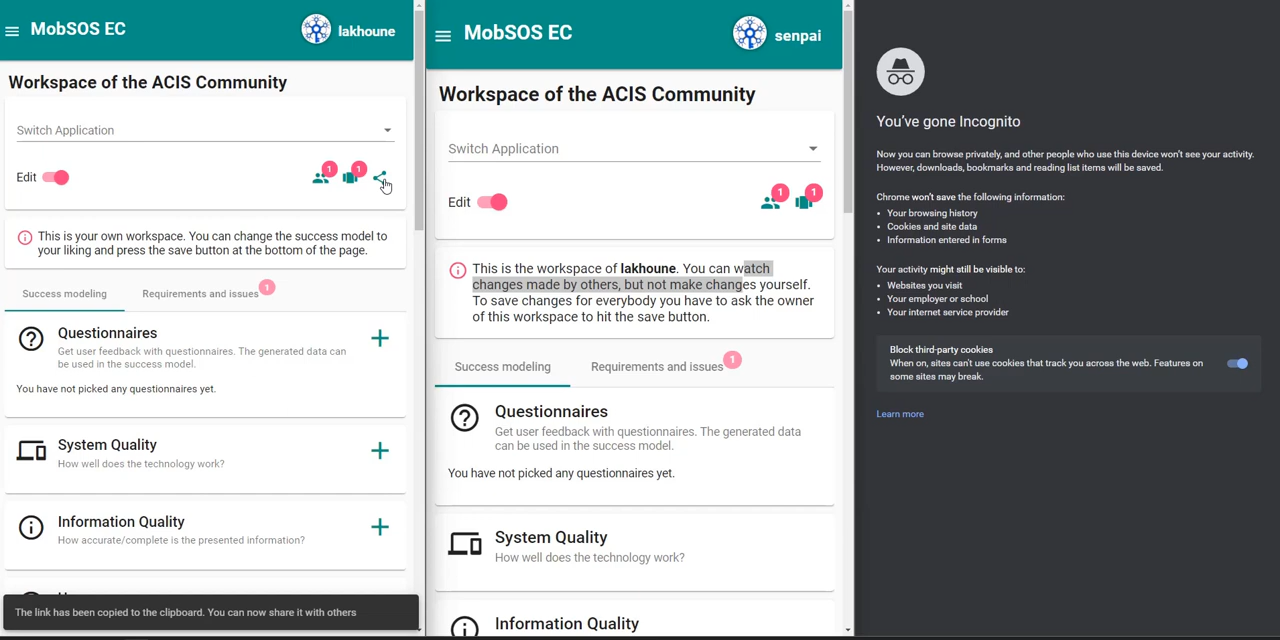 MobSOS EC
lakhoune
Workspace of the ACIS Community
Switch Application
Edit
1
1
This is your own workspace. You can change the success model to
your liking and press the save button at the bottom of the page.
Success modeling
Requirements and issues
1
Questionnaires
Get user feedback with questionnaires. The generated data can
be used in the success model.
You have not picked any questionnaires yet.
System Quality
How well does the technology work?
Information Quality
How accurate/complete is the presented information?
The link has been copied to the clipboard. You can now share it with others
MobSOS EC
senpai
Workspace of the ACIS Community
Switch Application
Edit
1
1
This is the workspace of lakhoune. You can watch
changes made by others, but not make changes yourself.
To save changes for everybody you have to ask the owner
of this workspace to hit the save button.
Success modeling
Requirements and issues
1
Questionnaires
Get user feedback with questionnaires. The generated data
can be used in the success model.
You have not picked any questionnaires yet.
System Quality
How well does the technology work?
Information Quality
You've gone Incognito
Now you can browse privately, and other people who use this device won't see your activity.
However, downloads, bookmarks and reading list items will be saved.
Chrome won't save the following information:
• Your browsing history
• Cookies and site data
• Information entered in forms
Your activity might still be visible to:
• Websites you visit
• Your employer or school
• Your internet service provider
Block third-party cookies
When on, sites can't use cookies that track you across the web. Features on
some sites may break.
Learn more